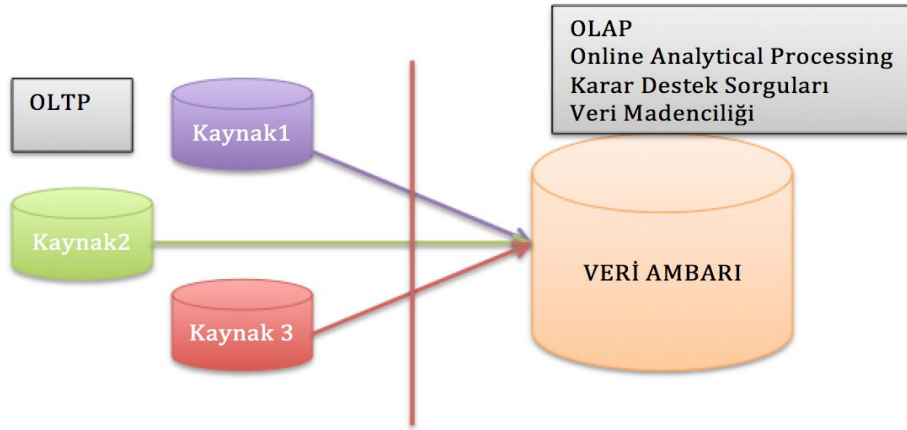 OLAP
Online Analytical Processing
Karar Destek Sorguları
Veri Madenciliği
OLTP
Kaynak1
Kaynak2
Kaynak 3
VERİ AMBARI